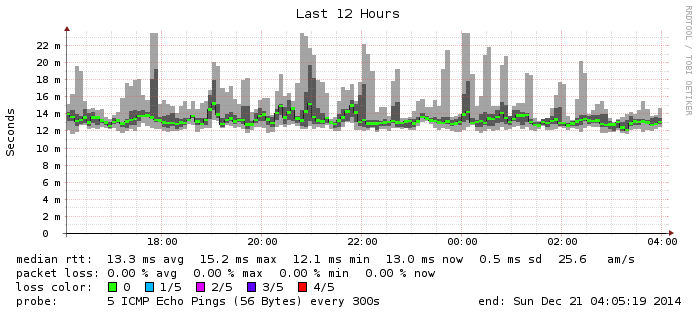 Last 12 Hours
RRDTOOL / TOBI OETIKER
Seconds
22 m
20 m
18 m
16 m
14 m
12 m
10 m
8 m
6 m
4 m
2 m
0
18:00 20:00 22:00 00:00 02:00 04:00
median rtt: 13.3 ms avg 15.2 ms max 12.1 ms min 13.0 ms now 0.5 ms sd 25.6 am/s
packet loss: 0.00 % avg 0.00 % max 0.00 % min 0.00 % now
loss color: 0 1/5 2/5 3/5 4/5
probe: 5 ICMP Echo Pings (56 Bytes) every 300s end: Sun Dec 21 04:05:19 2014